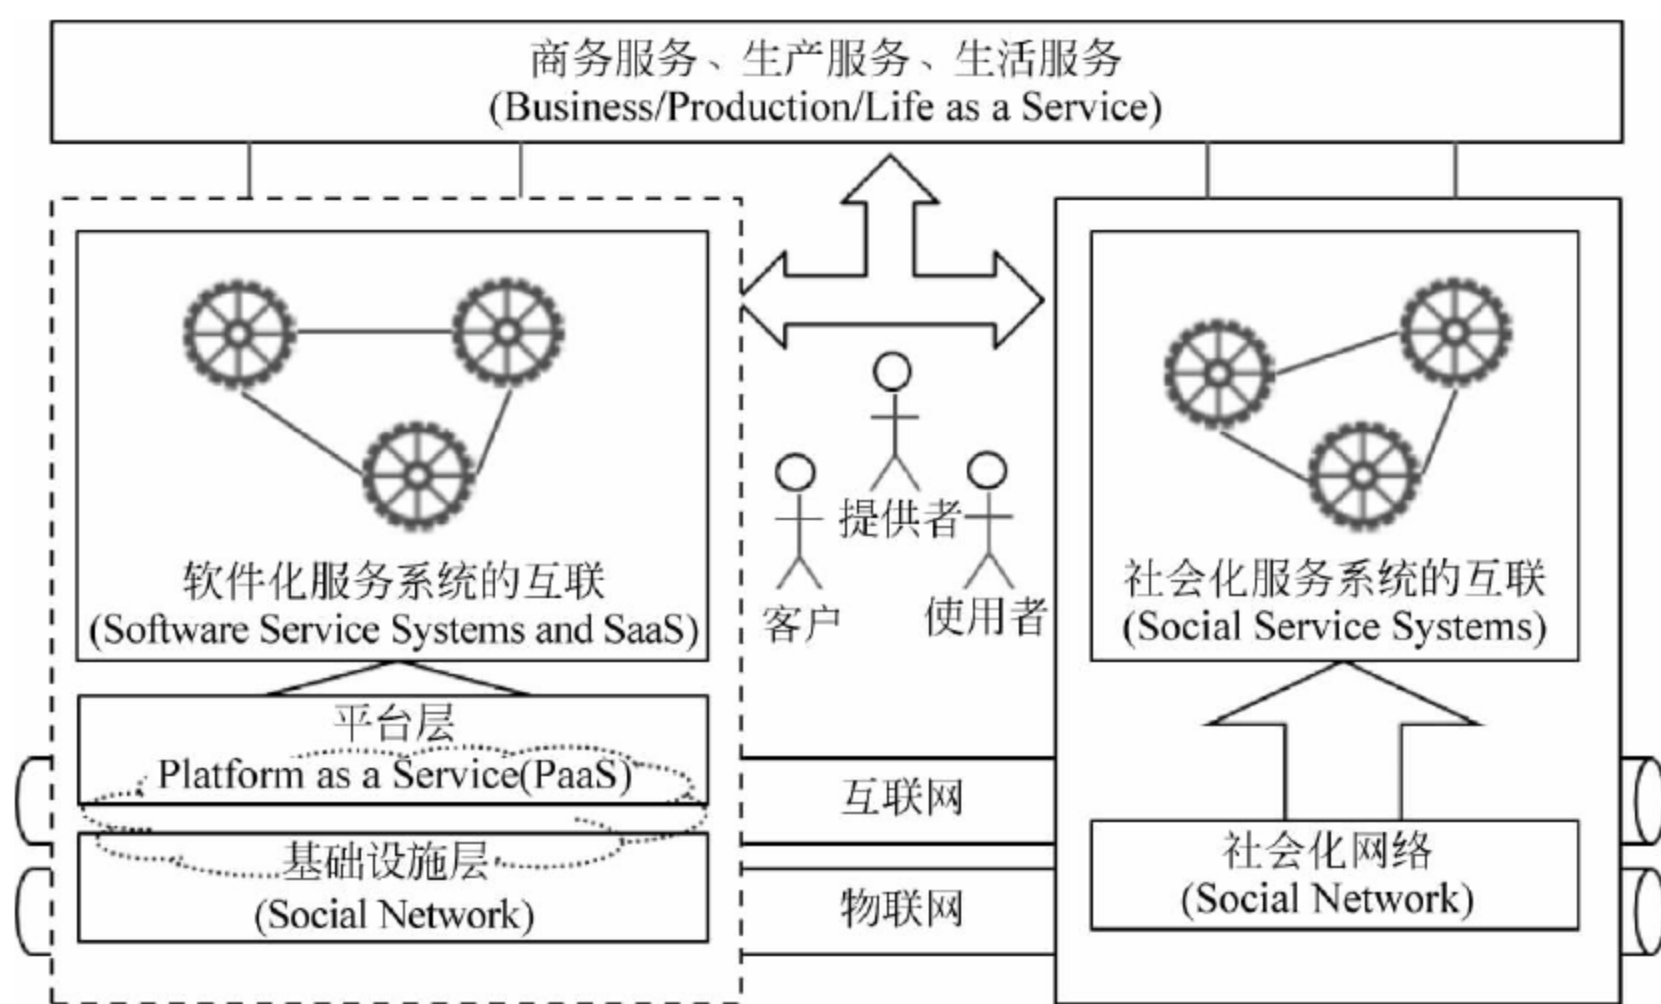 商务服务、生产服务、生活服务
(Business/Production/Life as a Service)
软件化服务系统的互联
(Software Service Systems and SaaS)
平台层
Platform as a Service(PaaS)
基础设施层
(Social Network)
提供者
客户
使用者
互联网
物联网
社会化服务系统的互联
(Social Service Systems)
社会化网络
(Social Network)